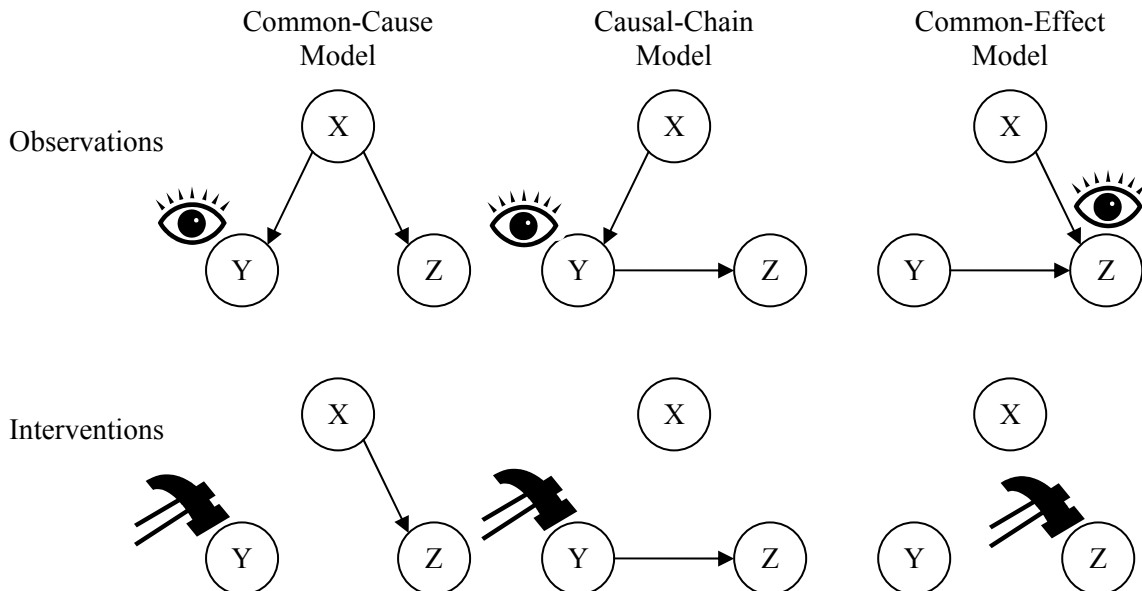 Common-Cause
Model
Causal-Chain
Model
Common-Effect
Model
Observations
X
X
X
Y
Z
Y
Z
Y
Z
Interventions
X
X
X
Y
Z
Y
Z
Y
Z